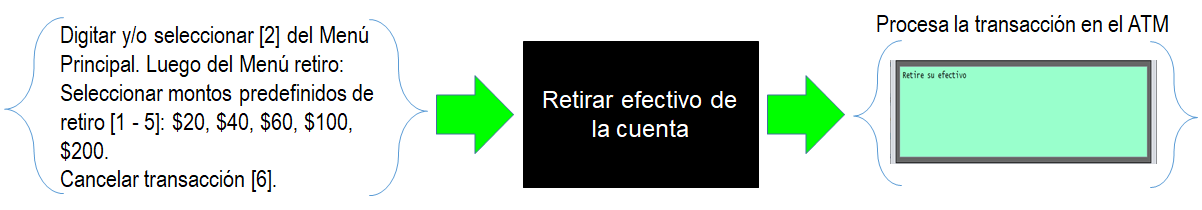 Digitar y/o seleccionar [2] del Menú
Principal. Luego del Menú retiro:
Seleccionar montos predefinidos de
retiro [1 - 5]: $20, $40, $60, $100,
$200.
Cancelar transacción [6].
Retirar efectivo de
la cuenta
Procesa la transacción en el ATM
Retire su efectivo